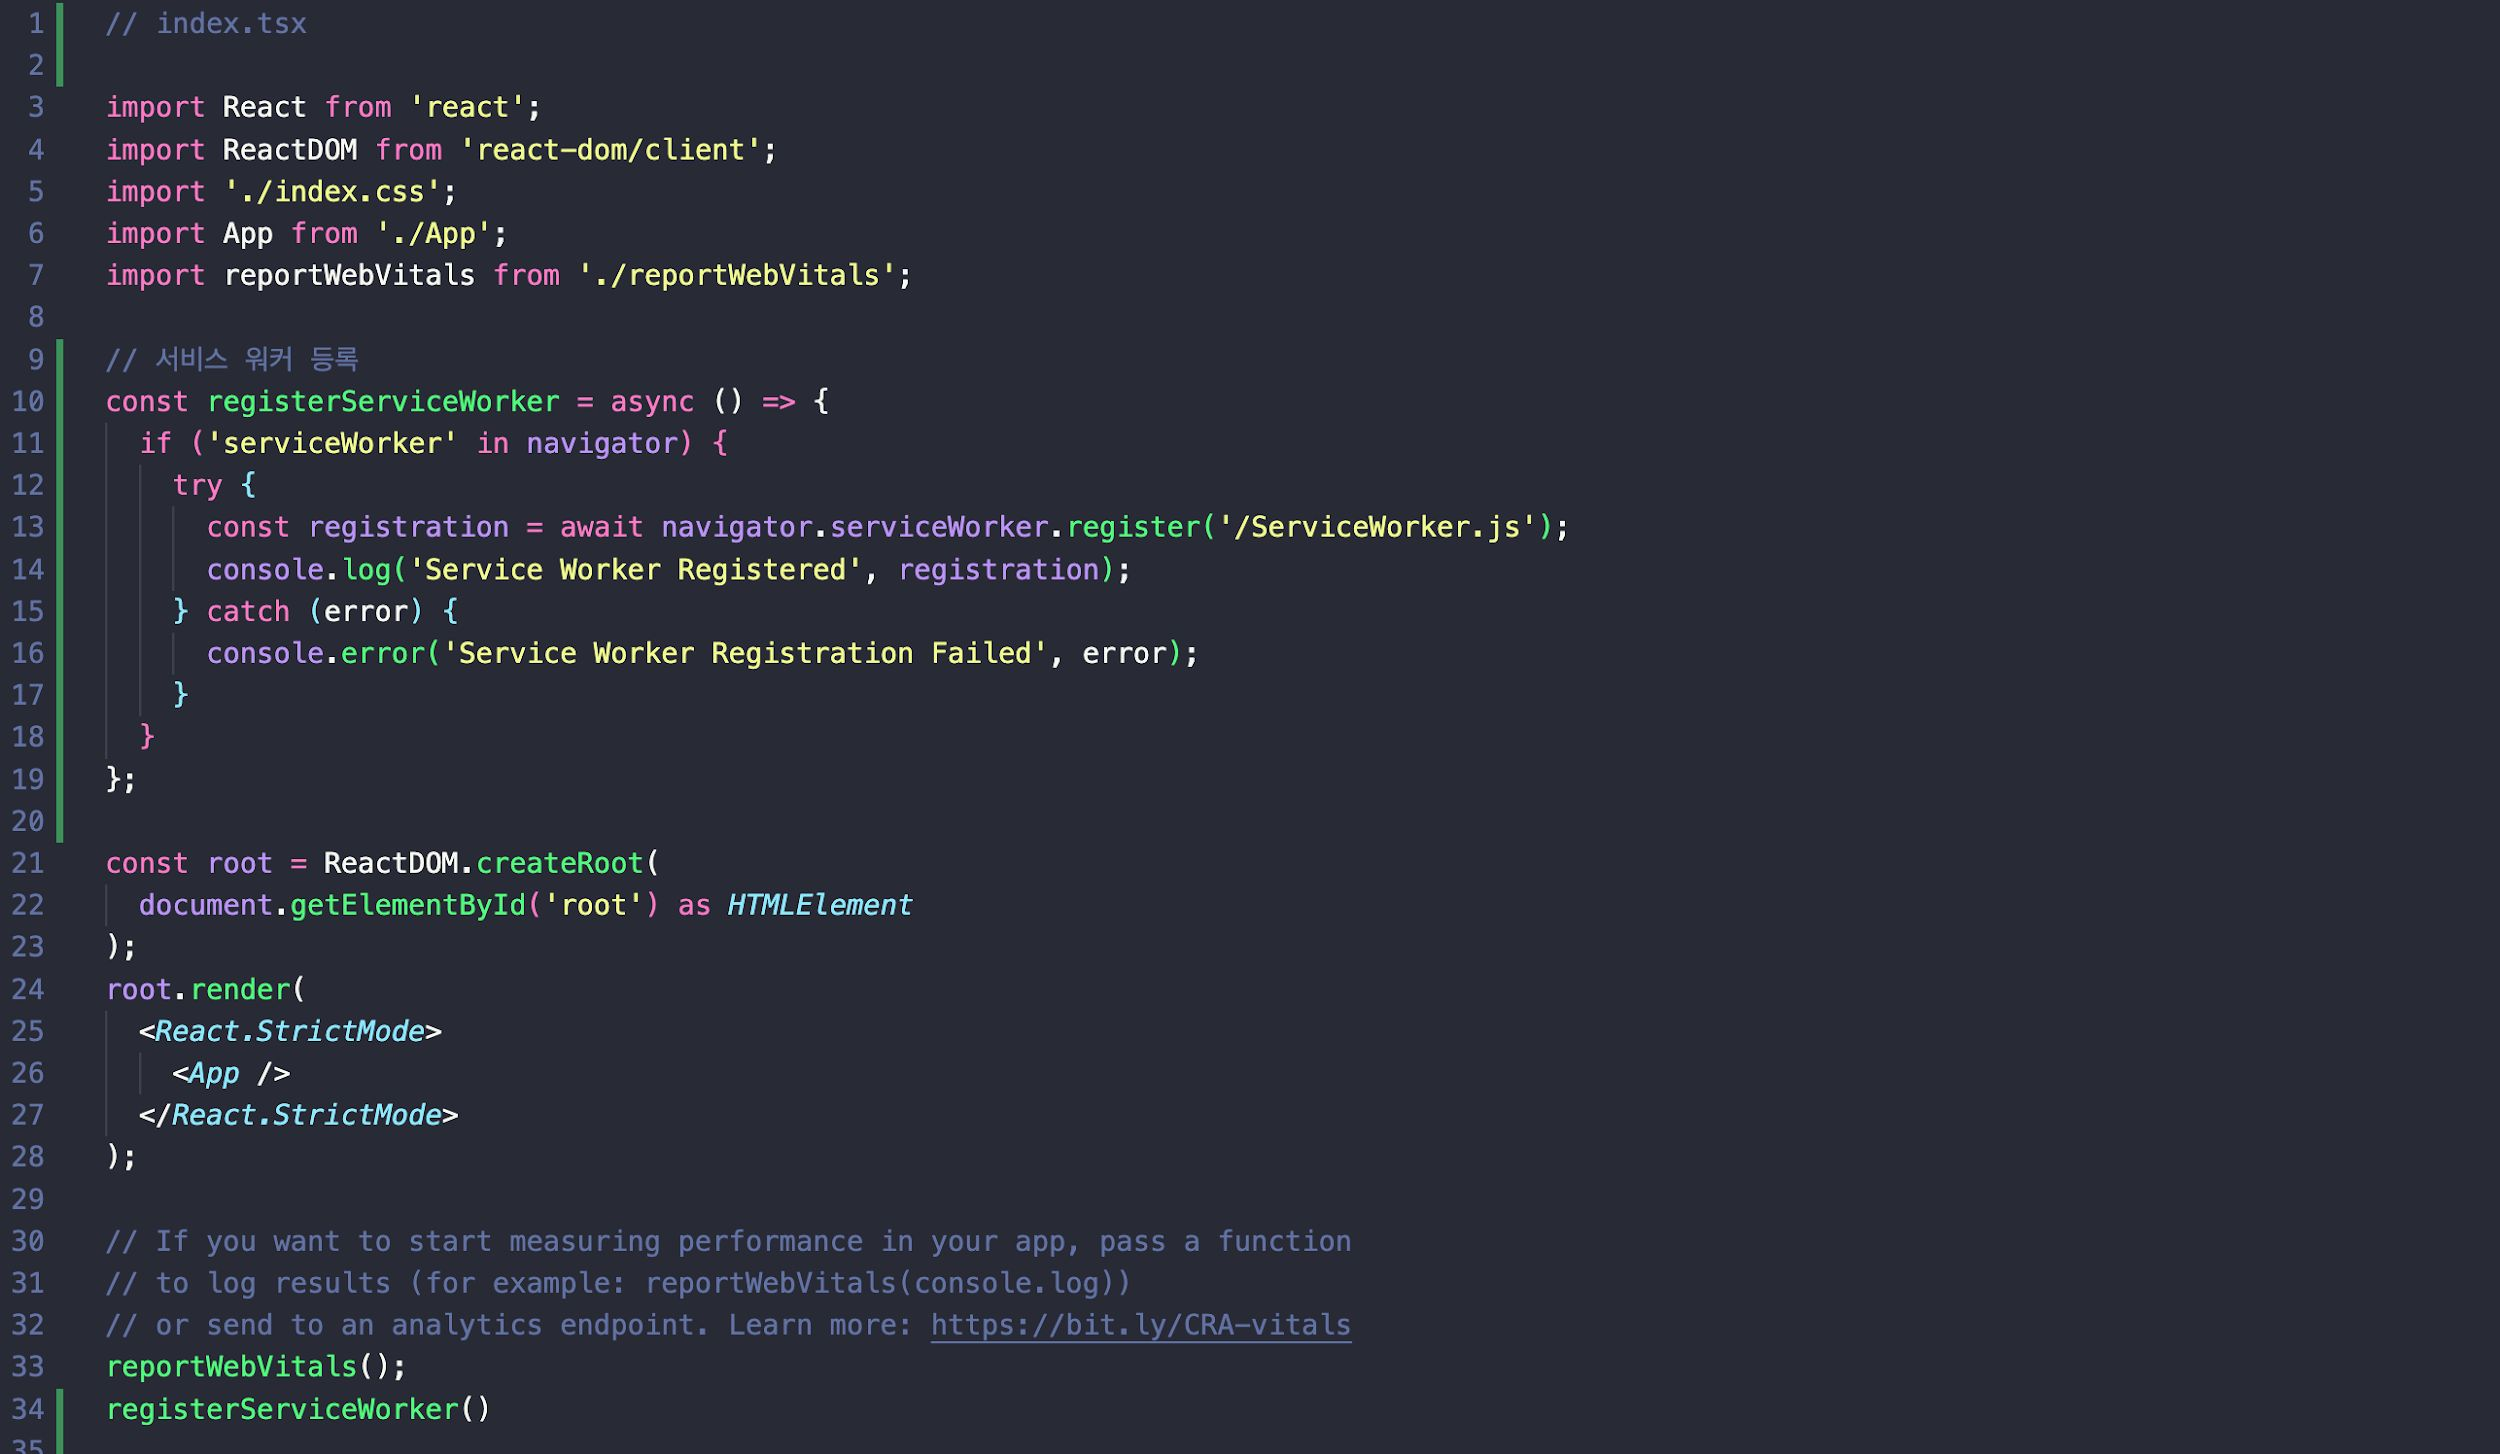 1 // index.tsx
2
3 import React from 'react';
4 import ReactDOM from 'react-dom/client';
5 import './index.css';
6 import App from './App';
7 import reportWebVitals from './reportWebVitals';
8
9 // 서비스 워커 등록
10 const registerServiceWorker = async () => {
11   if ('serviceWorker' in navigator) {
12     try {
13       const registration = await navigator.serviceWorker.register('/ServiceWorker.js');
14       console.log('Service Worker Registered', registration);
15     } catch (error) {
16       console.error('Service Worker Registration Failed', error);
17     }
18   }
19 };
20
21 const root = ReactDOM.createRoot(
22   document.getElementById('root') as HTMLElement
23 );
24 root.render(
25   <React.StrictMode>
26     <App />
27   </React.StrictMode>
28 );
29
30 // If you want to start measuring performance in your app, pass a function
31 // to log results (for example: reportWebVitals(console.log))
32 // or send to an analytics endpoint. Learn more: https://bit.ly/CRA-vitals
33 reportWebVitals();
34 registerServiceWorker()
35